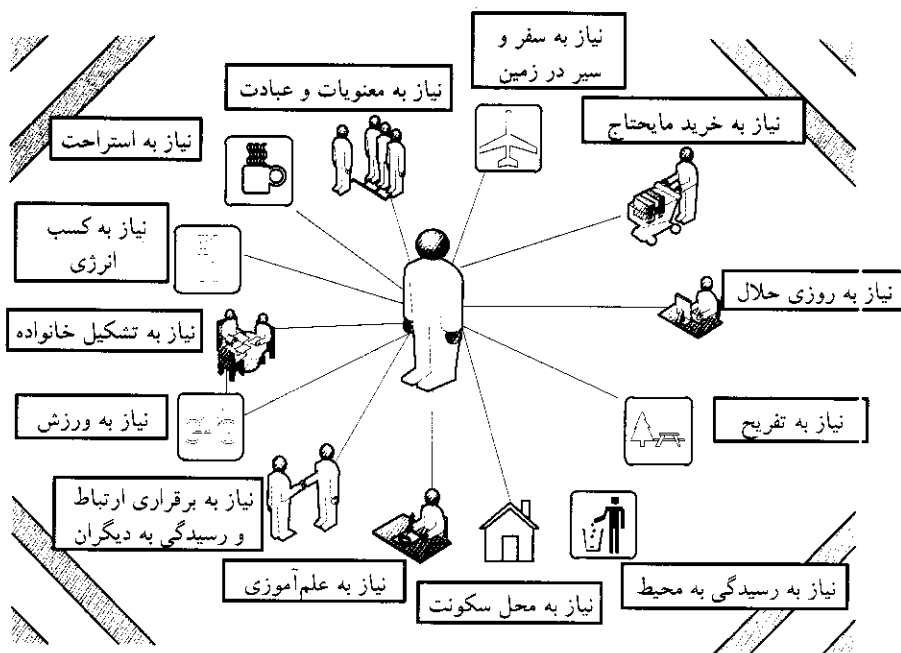 نیاز به سفر و
سیر در زمین
نیاز به معنویات و عبادت
نیاز به خرید مایحتاج
نیاز به استراحت
نیاز به کسب
انرژی
نیاز به روزی حلال
نیاز به تشکیل خانواده
نیاز به تفریح
نیاز به ورزش
نیاز به برقراری ارتباط
و رسیدگی به دیگران
نیاز به علم‌آموزی
نیاز به محل سکونت
نیاز به رسیدگی به محیط